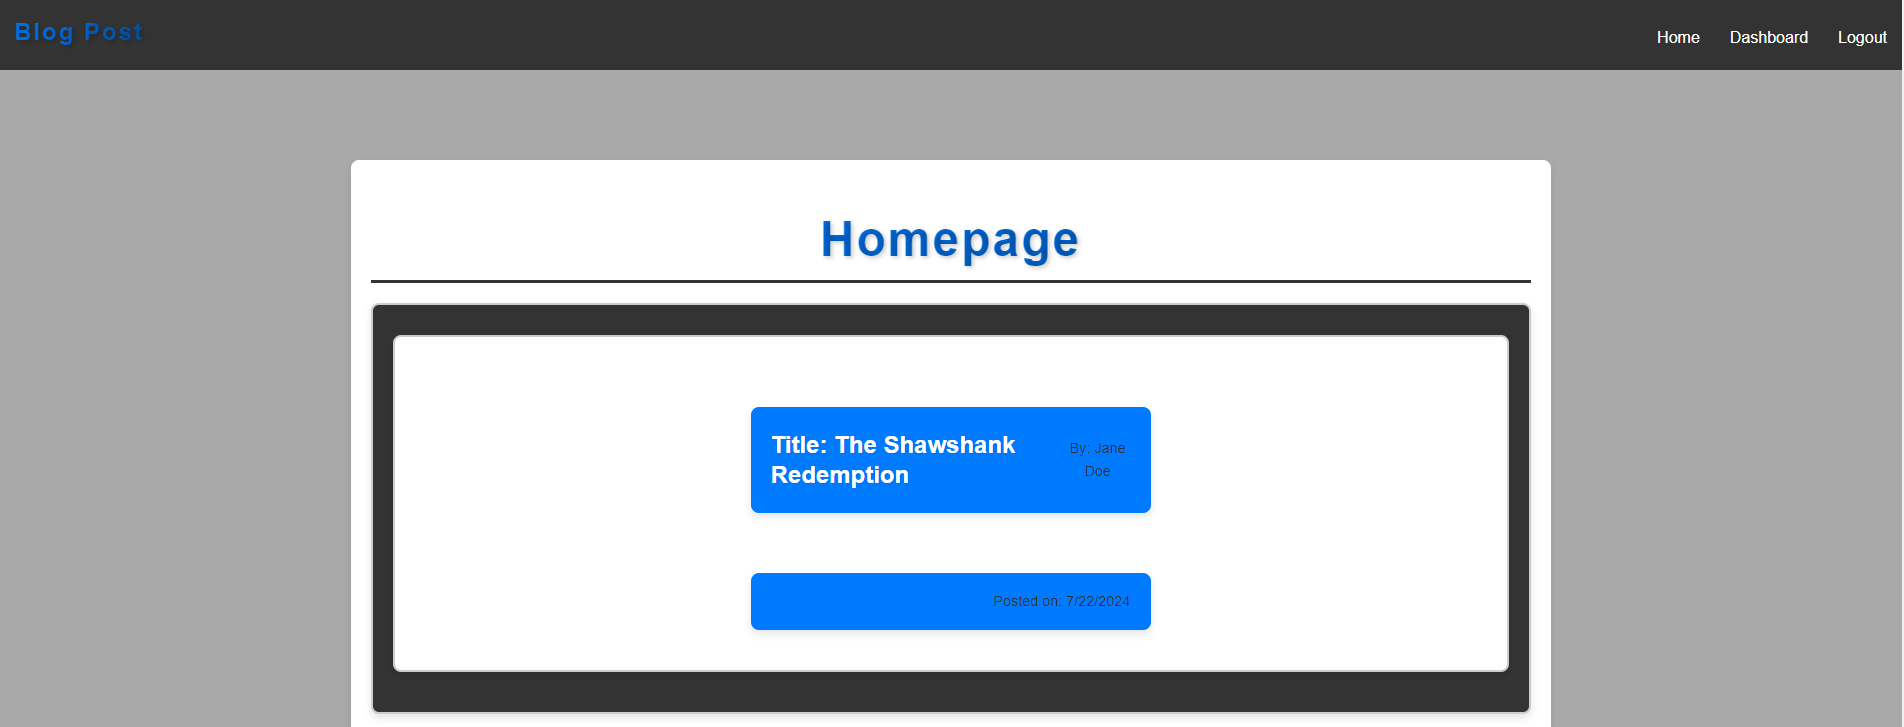 Blog Post
Home Dashboard Logout
Homepage
Title: The Shawshank
Redemption
By: Jane
Doe
Posted on: 7/22/2024